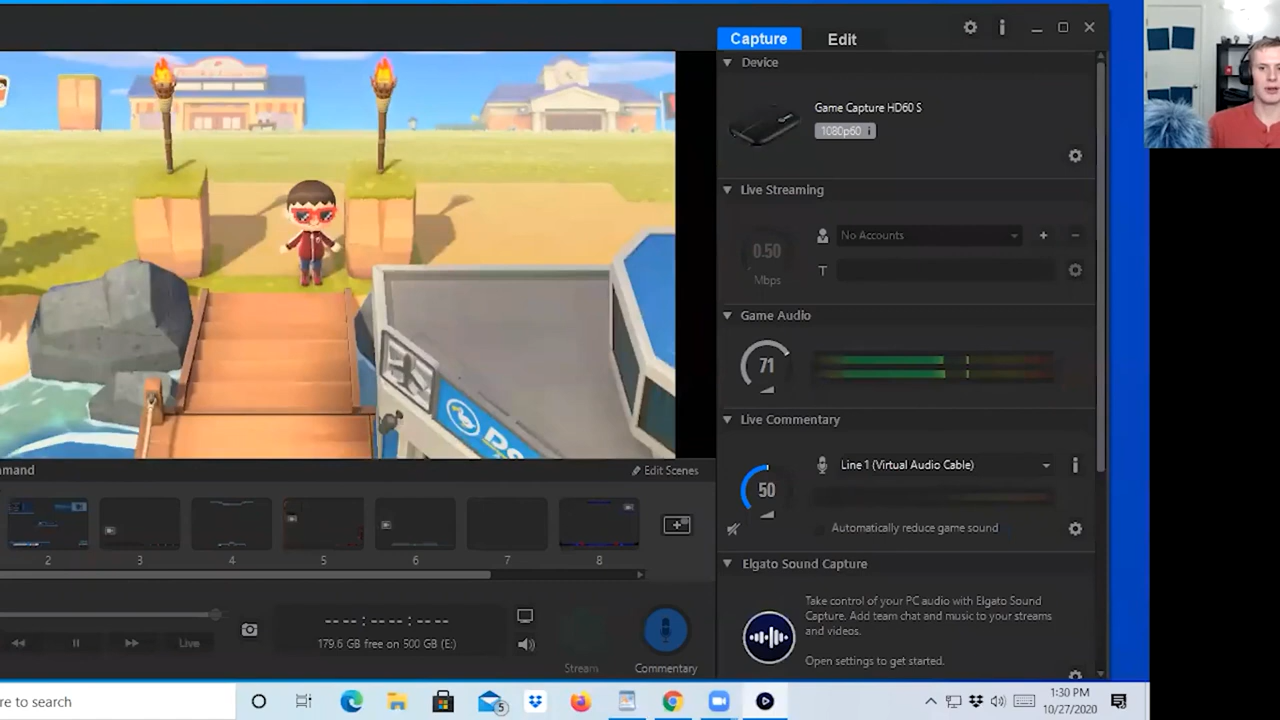 Capture
Edit
Device
Game Capture HD60 S
1080p60 i
Live Streaming
0.50
Mbps
No Accounts
T
Game Audio
71
Live Commentary
Line 1 (Virtual Audio Cable)
50
Automatically reduce game sound
mmand
Edit Scenes
2 3 4 5 6 7 8
Elgato Sound Capture
Take control of your PC audio with Elgato Sound
Capture. Add team chat and music to your streams
and videos.
Open settings to get started.
--:--:--
Live
179.6 GB free on 500 GB (E:)
Stream
Commentary
re to search
5
1:30 PM
10/27/2020